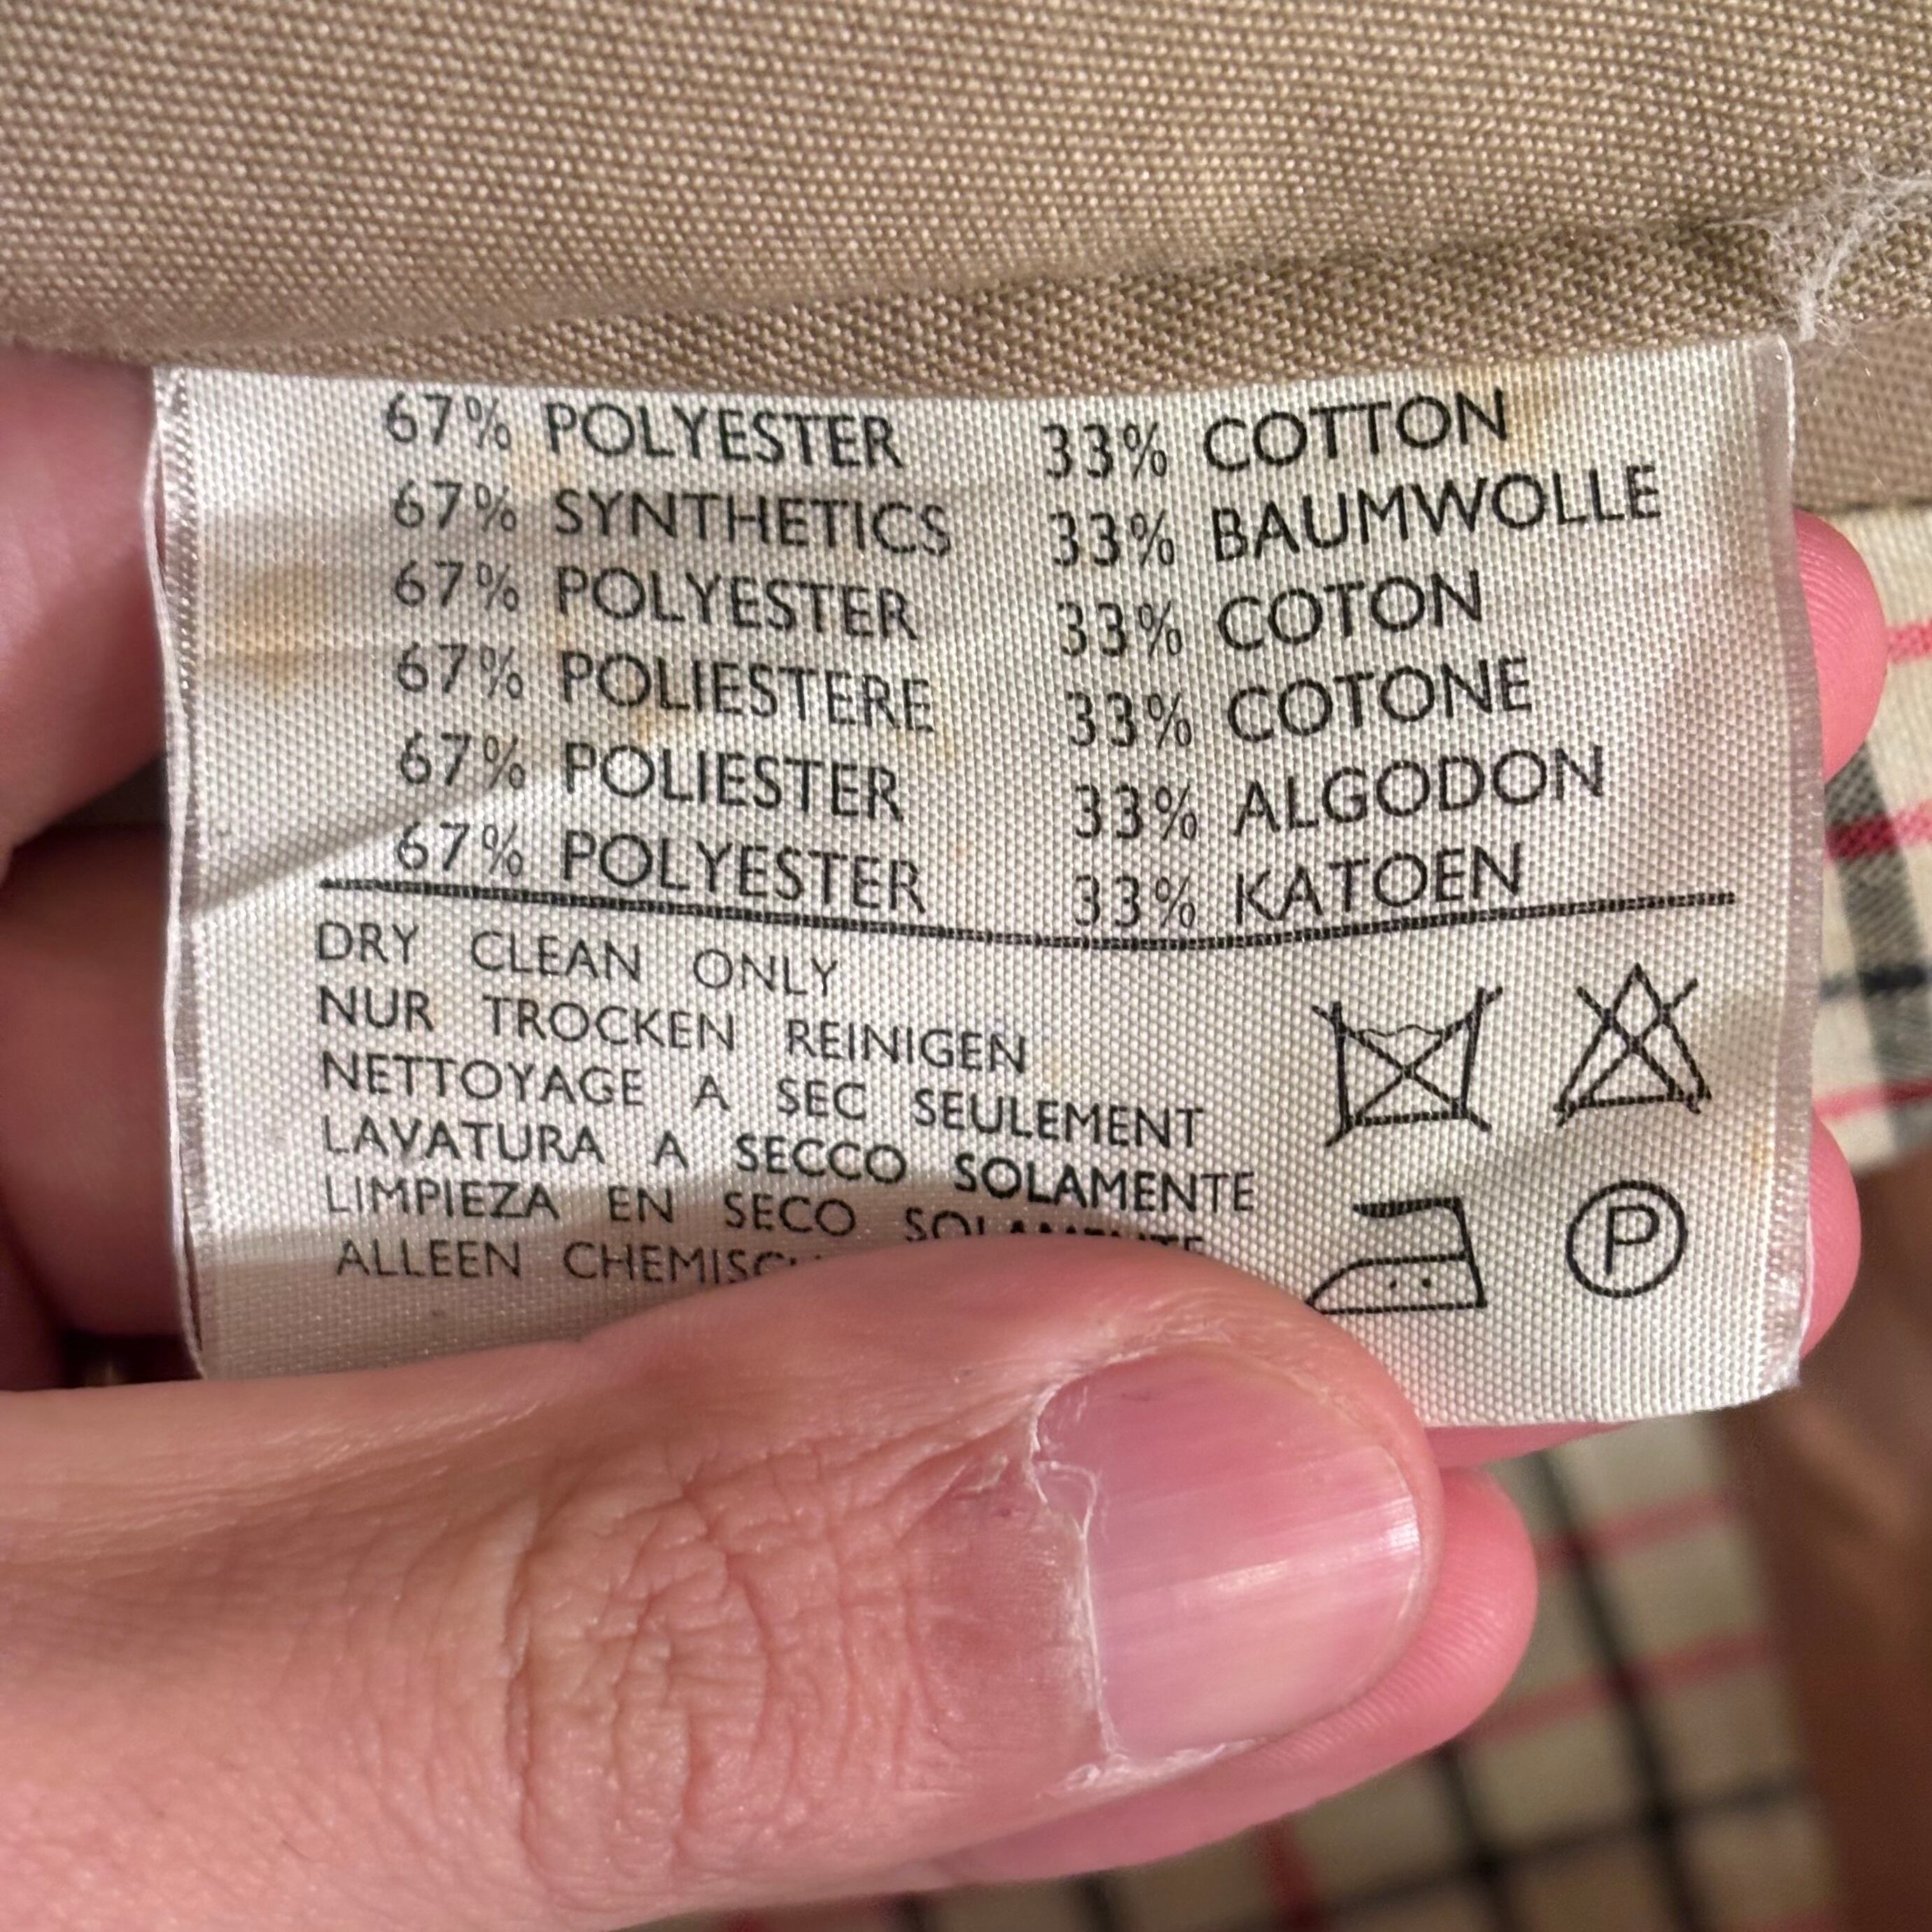 67% POLYESTER 33% COTTON
67% SYNTHETICS 33% BAUMWOLLE
67% POLYESTER 33% COTON
67% POLIESTERE 33% COTONE
67% POLIESTER 33% ALGODON
67% POLYESTER 33% KATOEN
DRY CLEAN ONLY
NUR TROCKEN REINIGEN
NETTOYAGE A SEC SEULEMENT
LAVATURA A SECCO SOLAMENTE
LIMPIEZA EN SECO SOLAMENTE
ALLEEN
P